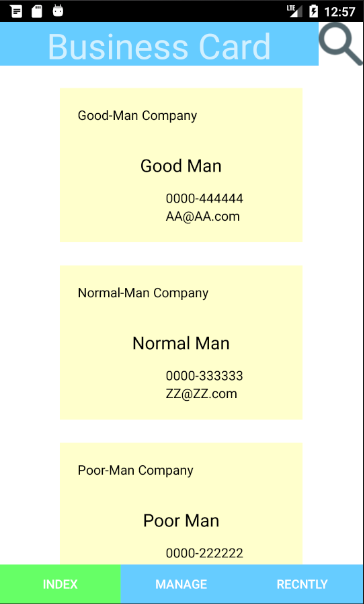 LTE 12:57
Business Card
Good-Man Company
Good Man
0000-444444
AA@AA.com
Normal-Man Company
Normal Man
0000-333333
ZZ@ZZ.com
Poor-Man Company
Poor Man
0000-222222
INDEX MANAGE RECNTLY